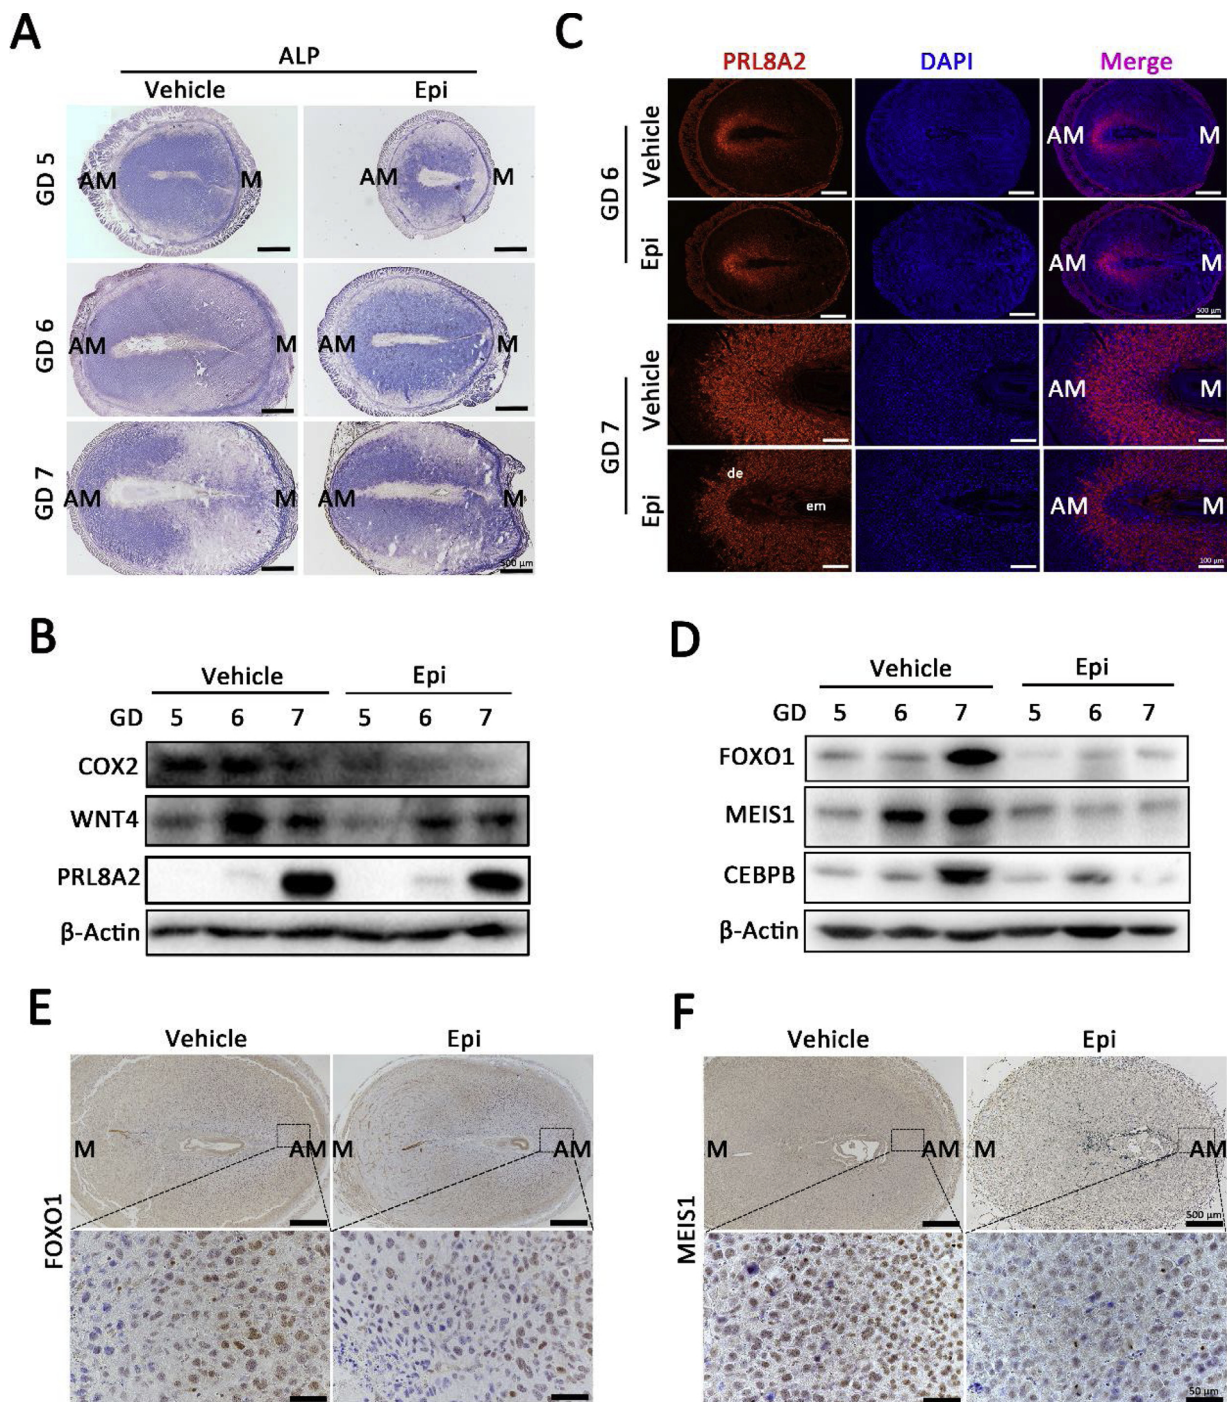 A
ALP
Vehicle
Epi
GD 5
AM
M
AM
M
GD 6
AM
M
AM
M
GD 7
AM
M
AM
M
500 μm
C
PRL8A2
DAPI
Merge
GD 6
Vehicle
AM
M
Epi
AM
M
500 μm
GD 7
Vehicle
AM
M
Epi
de
em
AM
M
100 μm
B
Vehicle
Epi
GD 5 6 7 5 6 7
COX2
WNT4
PRL8A2
β-Actin
D
Vehicle
Epi
GD 5 6 7 5 6 7
FOXO1
MEIS1
CEBPB
β-Actin
E
Vehicle
Epi
M
AM
M
AM
FOXO1
F
Vehicle
Epi
M
AM
M
AM
500 μm
MEIS1
50 μm